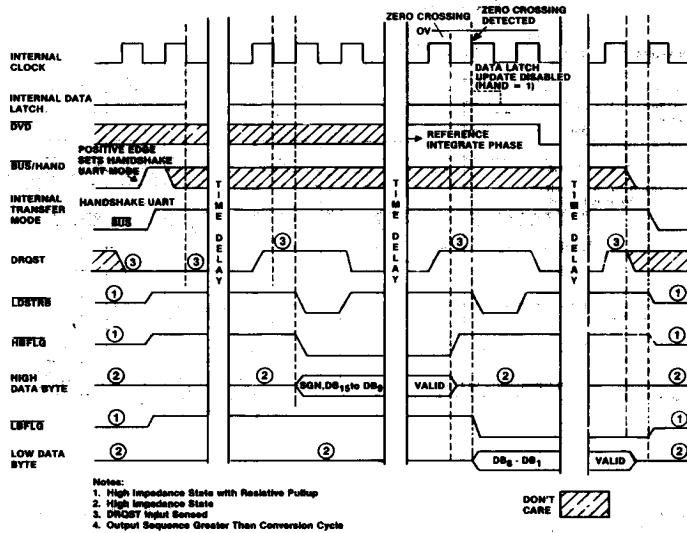 ZERO CROSSING
0V
ZERO CROSSING
DETECTED
INTERNAL
CLOCK
DATA LATCH
UPDATE DISABLED
(HAND = 1)
INTERNAL DATA
LATCH
DVD
REFERENCE
INTEGRATE PHASE
POSITIVE EDGE
SETS HANDSHAKE
UART MODE
BUS/HAND
INTERNAL
TRANSFER
MODE
HANDSHAKE UART
BUS
TIME DELAY
TIME DELAY
TIME DELAY
DRQST
3
3
3
3
3
LDSTRB
1
1
HBFLG
1
1
HIGH
DATA BYTE
2
2
SGN, DB15 to DB9
VALID
2
2
LBFLG
1
1
LOW DATA
BYTE
2
2
DB8 - DB1
VALID
2
Notes:
1. High Impedance State with Resistive Pullup
2. High Impedance State
3. DRQST Input Sensed
4. Output Sequence Greater Than Conversion Cycle
DON'T
CARE